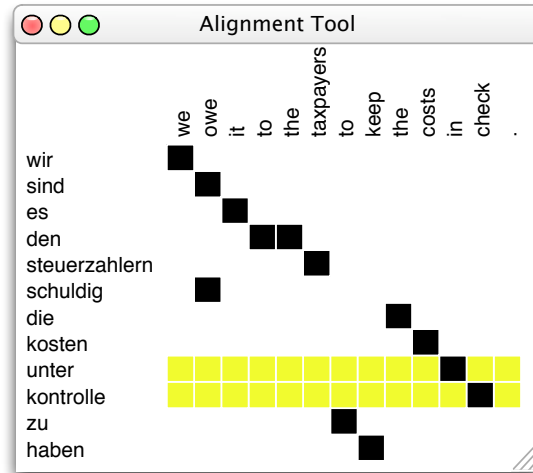 Alignment Tool
we owe it to the taxpayers to keep the costs in check .
wir
sind
es
den
steuerzahlern
schuldig
die
kosten
unter
kontrolle
zu
haben